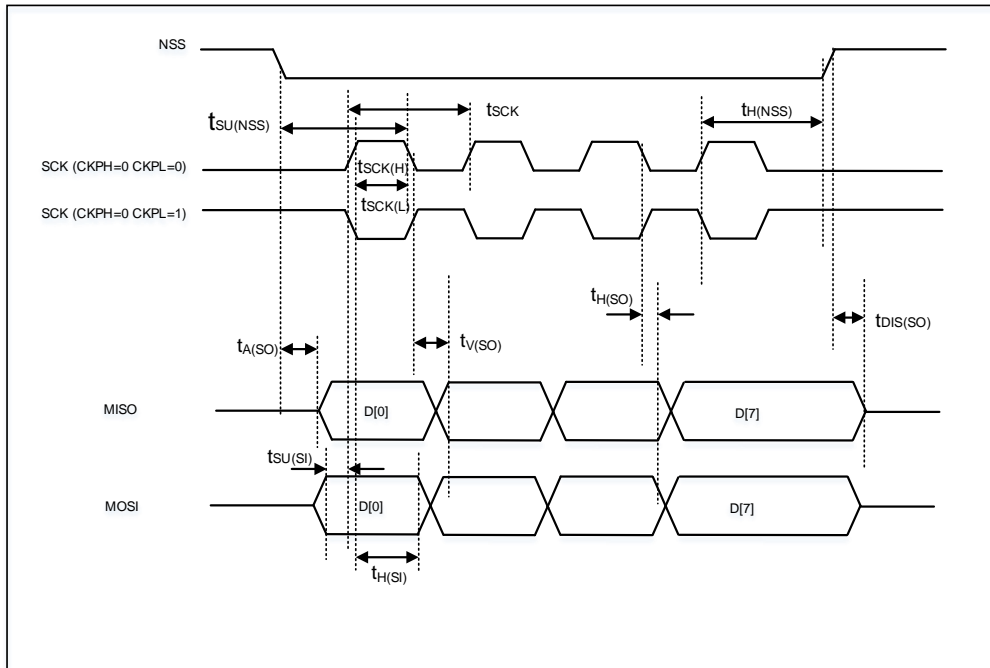 NSS
tSCK
tH(NSS)
tSU(NSS)
SCK (CKPH=0 CKPL=0)
tSCK(H)
tSCK(L)
SCK (CKPH=0 CKPL=1)
tH(SO)
tDIS(SO)
tA(SO)
tV(SO)
MISO
D[0]
D[7]
tSU(SI)
MOSI
D[0]
D[7]
tH(SI)